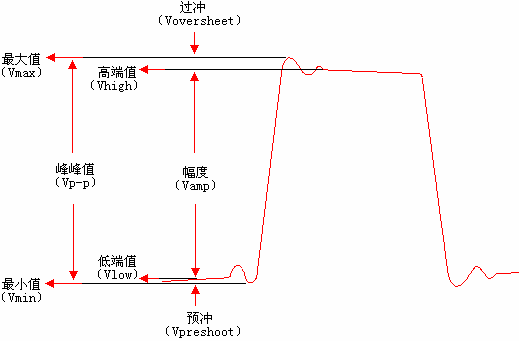 过冲
(Voversheet)
最大值
(Vmax)
高端值
(Vhigh)
峰峰值
(Vp-p)
幅度
(Vamp)
低端值
(Vlow)
最小值
(Vmin)
预冲
(Vpreshoot)